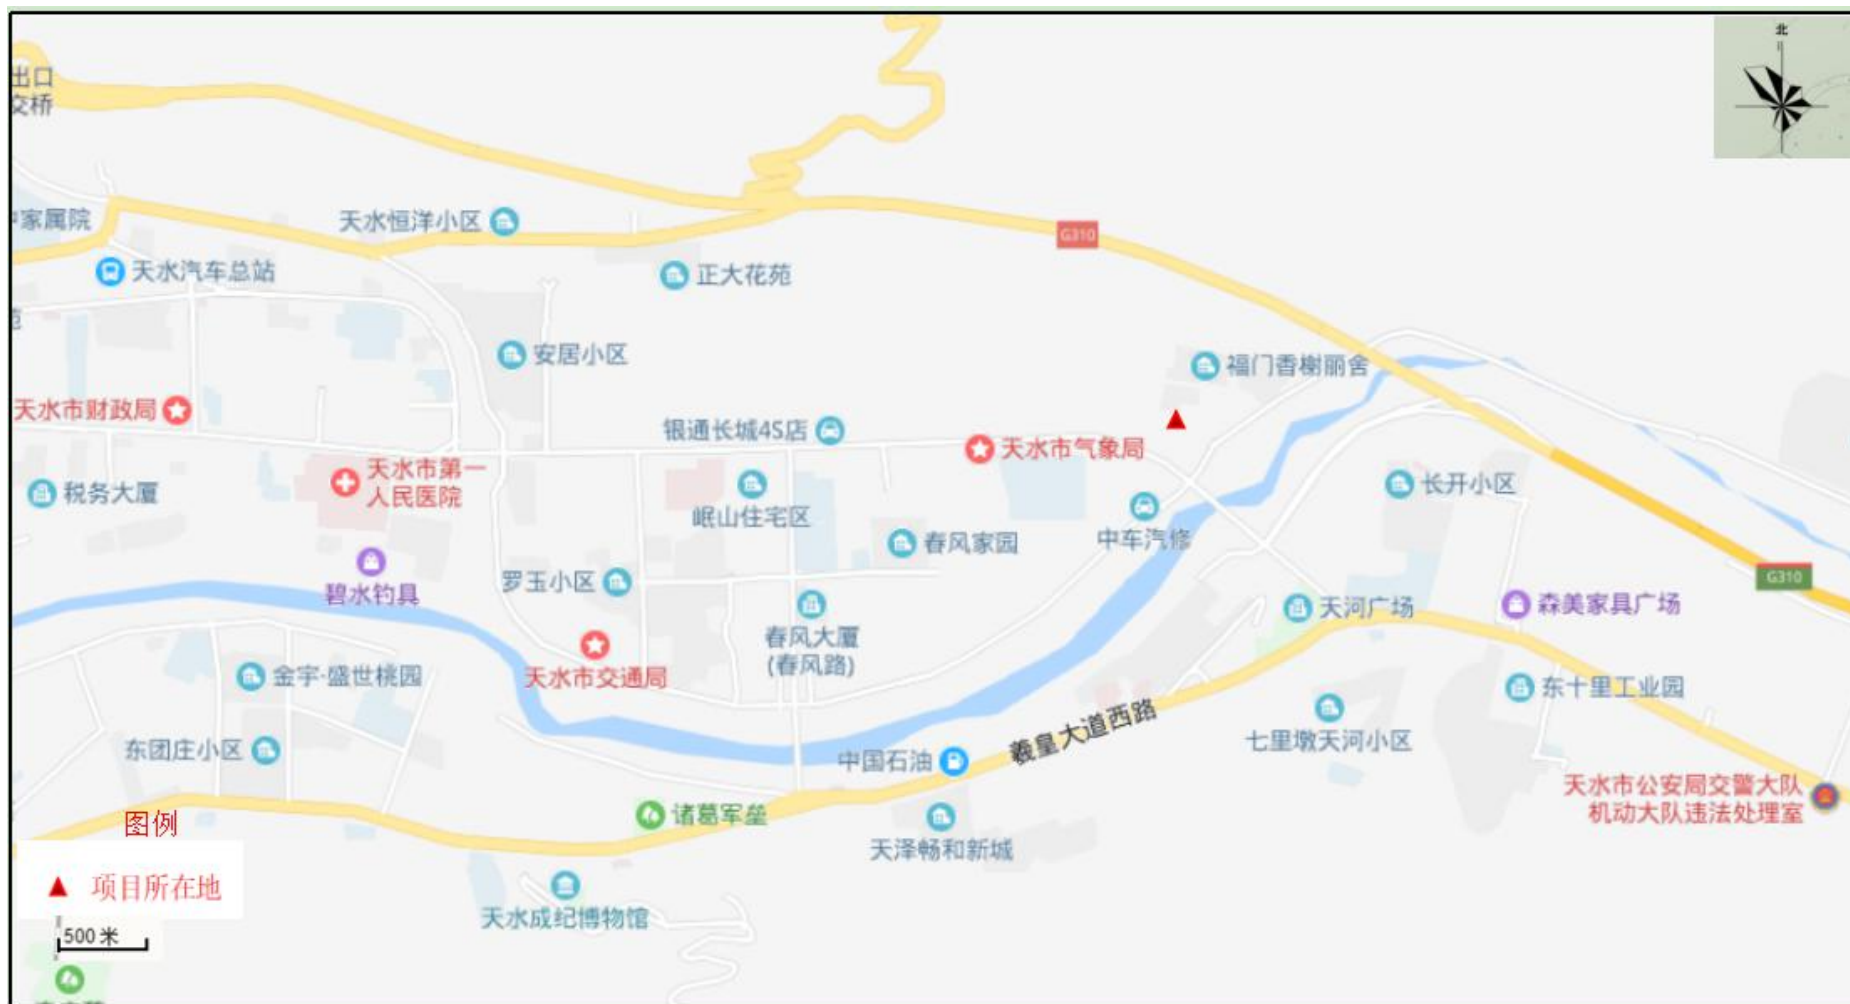 北
出口
交桥
G310
家属院
天水恒洋小区
天水汽车总站
正大花苑
苑
安居小区
福门香榭丽舍
天水市财政局
银通长城4S店
天水市气象局
税务大厦
天水市第一
人民医院
岷山住宅区
长开小区
中车汽修
春风家园
碧水钓具
罗玉小区
G310
春风大厦
(春风路)
天河广场
森美家具广场
天水市交通局
金宇·盛世桃园
东十里工业园
羲皇大道西路
七里墩天河小区
东团庄小区
中国石油
天水市公安局交警大队
机动大队违法处理室
诸葛军垒
天泽畅和新城
图例
项目所在地
天水成纪博物馆
500 米